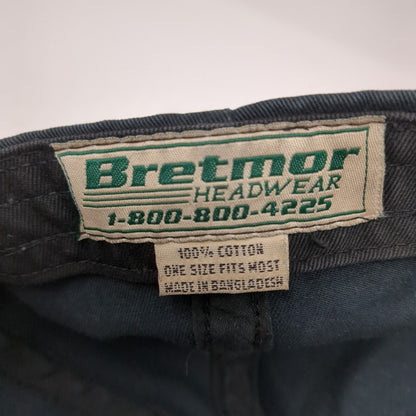 Bretmor
HEADWEAR
1-800-800-4225
100% COTTON
ONE SIZE FITS MOST
MADE IN BANGLADESH